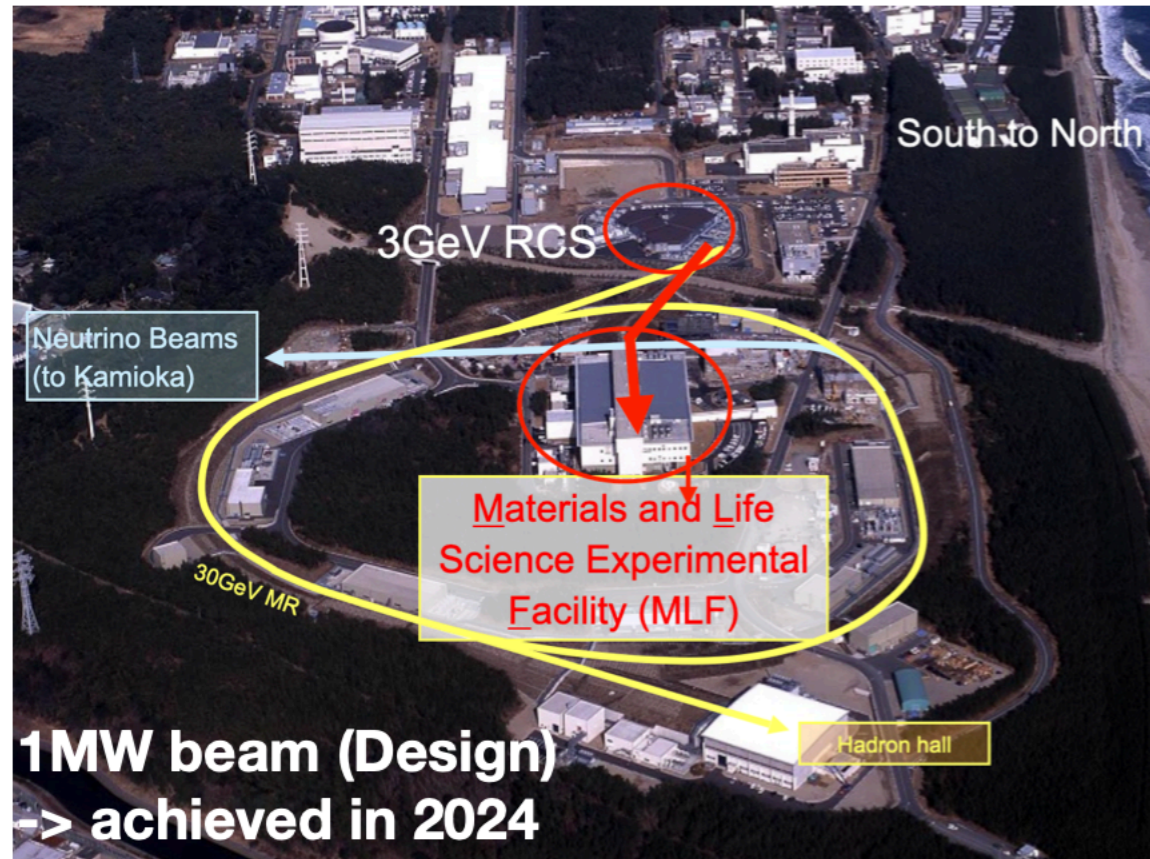 South to North
3GeV RCS
Neutrino Beams
(to Kamioka)
Materials and Life
Science Experimental
Facility (MLF)
30GeV MR
Hadron hall
1MW beam (Design)
-> achieved in 2024